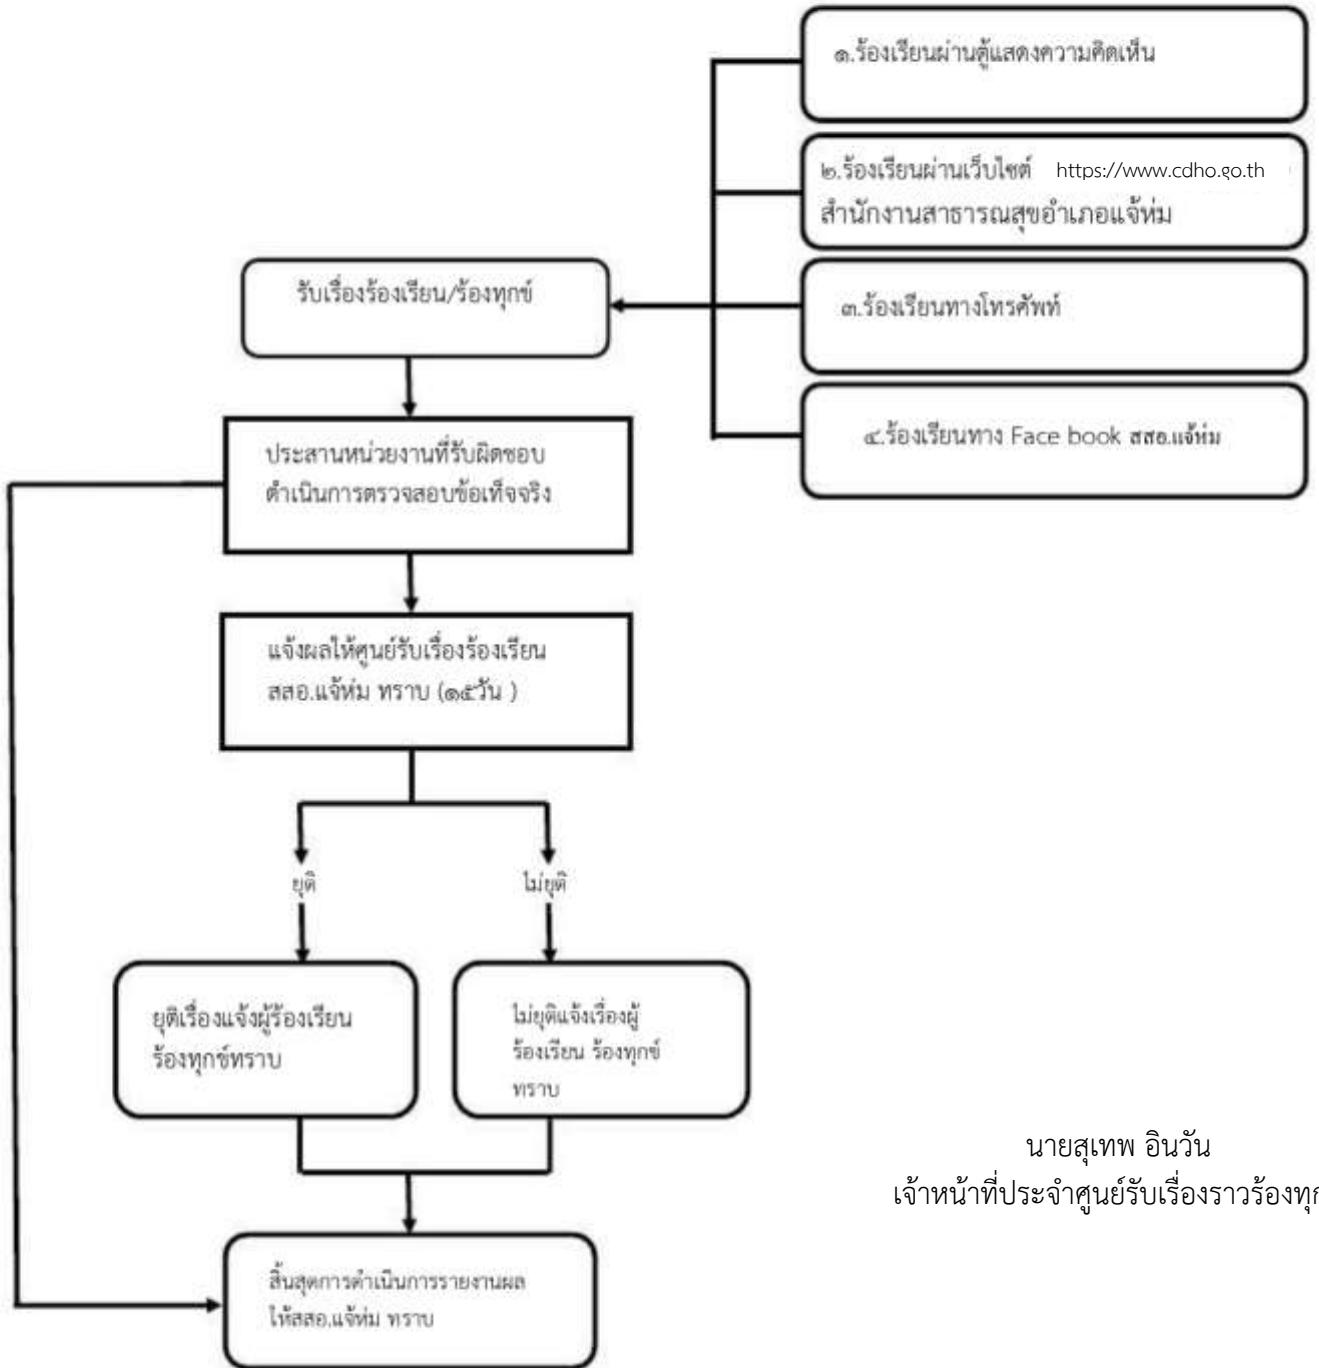 ๑.ร้องเรียนผ่านตู้แสดงความคิดเห็น
๒.ร้องเรียนผ่านเว็บไซต์ https://www.cdho.go.th
สำนักงานสาธารณสุขอำเภอแจ้ห่ม
๓.ร้องเรียนทางโทรศัพท์
๔.ร้องเรียนทาง Face book สสอ.แจ้ห่ม
รับเรื่องร้องเรียน/ร้องทุกข์
ประสานหน่วยงานที่รับผิดชอบ
ดำเนินการตรวจสอบข้อเท็จจริง
แจ้งผลให้ศูนย์รับเรื่องร้องเรียน
สสอ.แจ้ห่ม ทราบ (๑๕วัน )
ยุติ
ไม่ยุติ
ยุติเรื่องแจ้งผู้ร้องเรียน
ร้องทุกข์ทราบ
ไม่ยุติแจ้งเรื่องผู้
ร้องเรียน ร้องทุกข์
ทราบ
สิ้นสุดการดำเนินการรายงานผล
ให้สสอ.แจ้ห่ม ทราบ
นายสุเทพ อินวัน
เจ้าหน้าที่ประจำศูนย์รับเรื่องราวร้องทุก